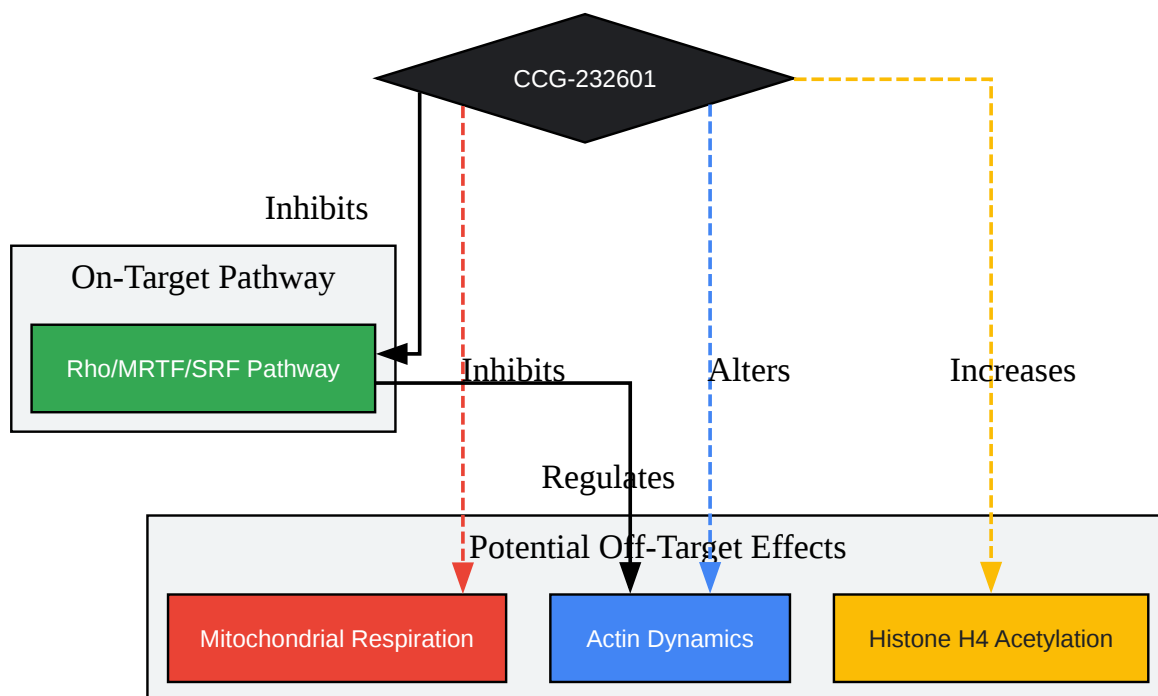 CCG-232601
Inhibits
On-Target Pathway
Rho/MRTF/SRF Pathway
Inhibits
Alters
Increases
Regulates
Potential Off-Target Effects
Mitochondrial Respiration
Actin Dynamics
Histone H4 Acetylation